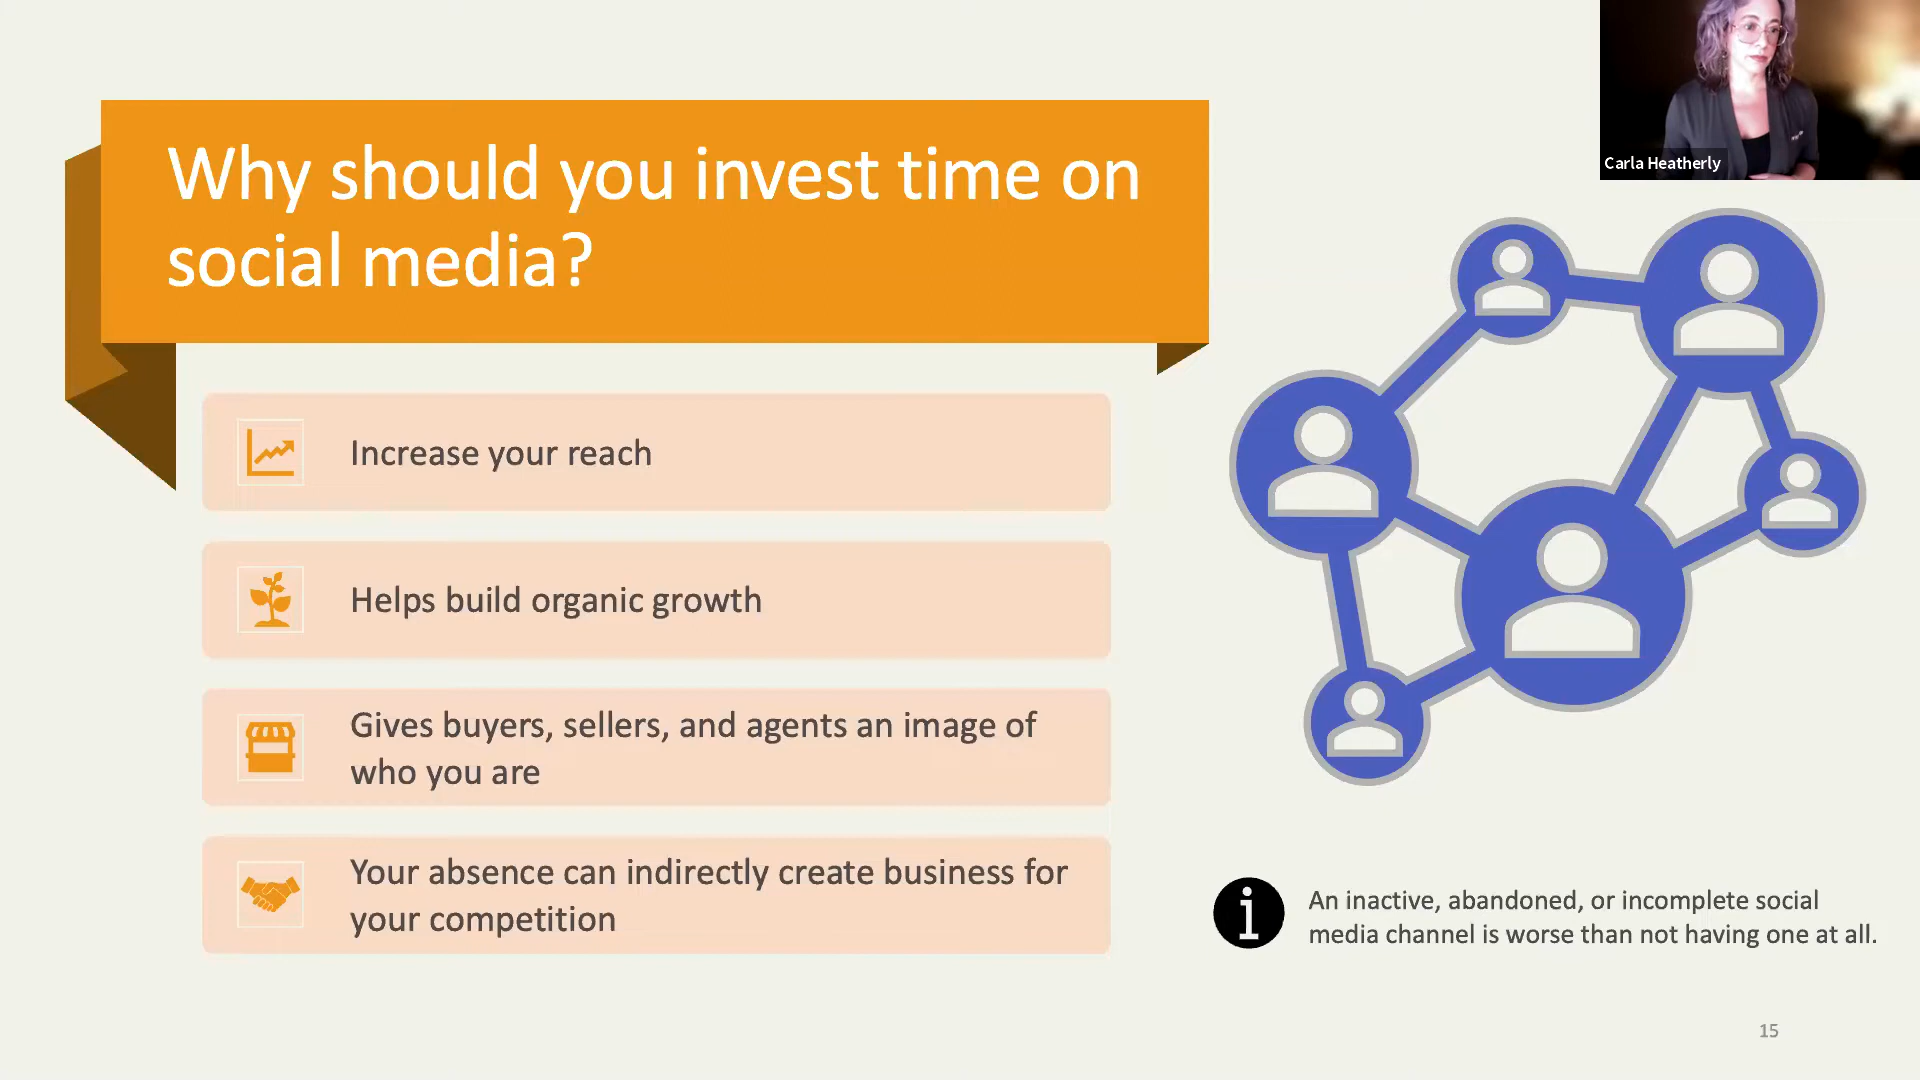 Carla Heatherly
Why should you invest time on
social media?
Increase your reach
Helps build organic growth
Gives buyers, sellers, and agents an image of
who you are
Your absence can indirectly create business for
your competition
An inactive, abandoned, or incomplete social
media channel is worse than not having one at all.
15